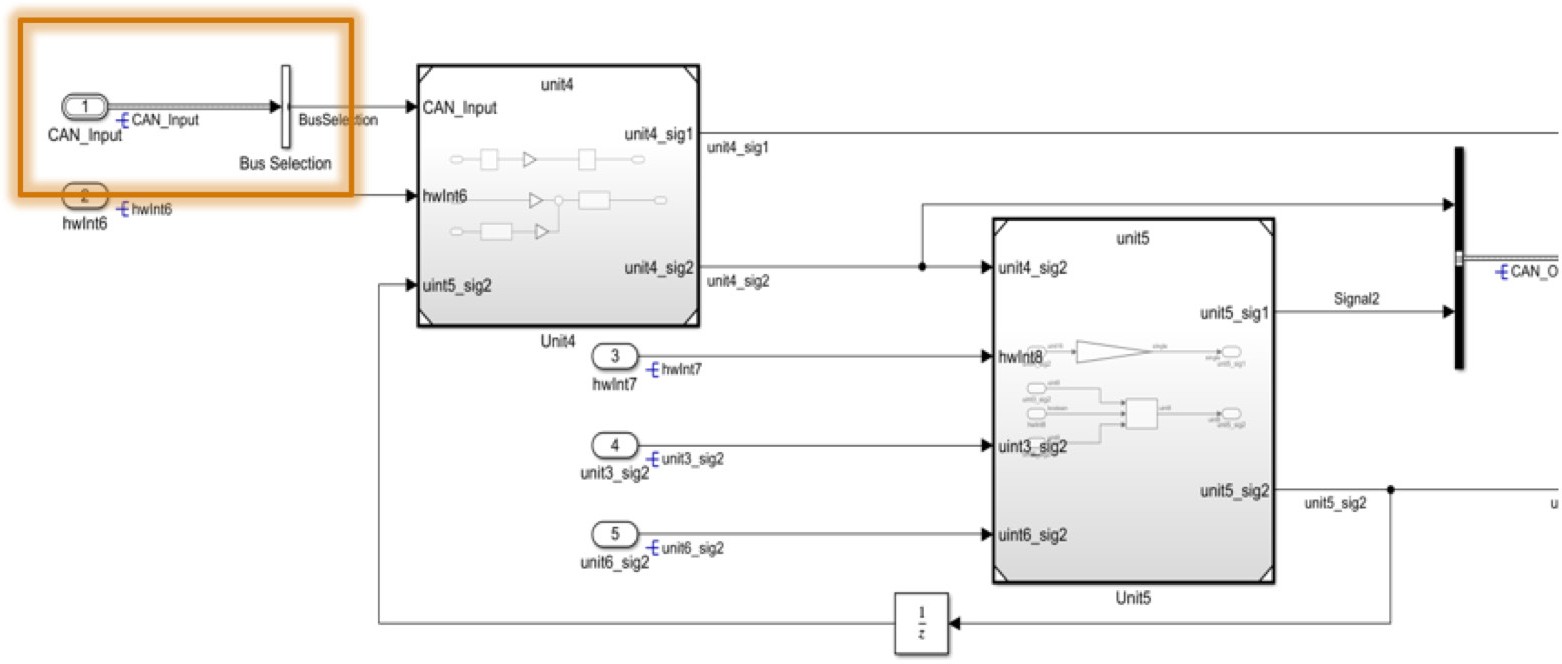 1
CAN_Input
CAN_Input
Bus Selection
BusSelection
2
hwInt6
hwInt6
unit4
CAN_Input
hwInt6
uint5_sig2
unit4_sig1
unit4_sig2
Unit4
unit4_sig1
unit4_sig2
3
hwInt7
hwInt7
4
unit3_sig2
unit3_sig2
5
unit6_sig2
unit6_sig2
unit5
unit4_sig2
hwInt8
uint3_sig2
uint6_sig2
unit5_sig1
unit5_sig2
Unit5
Signal2
CAN_O
unit5_sig2
u
1
z